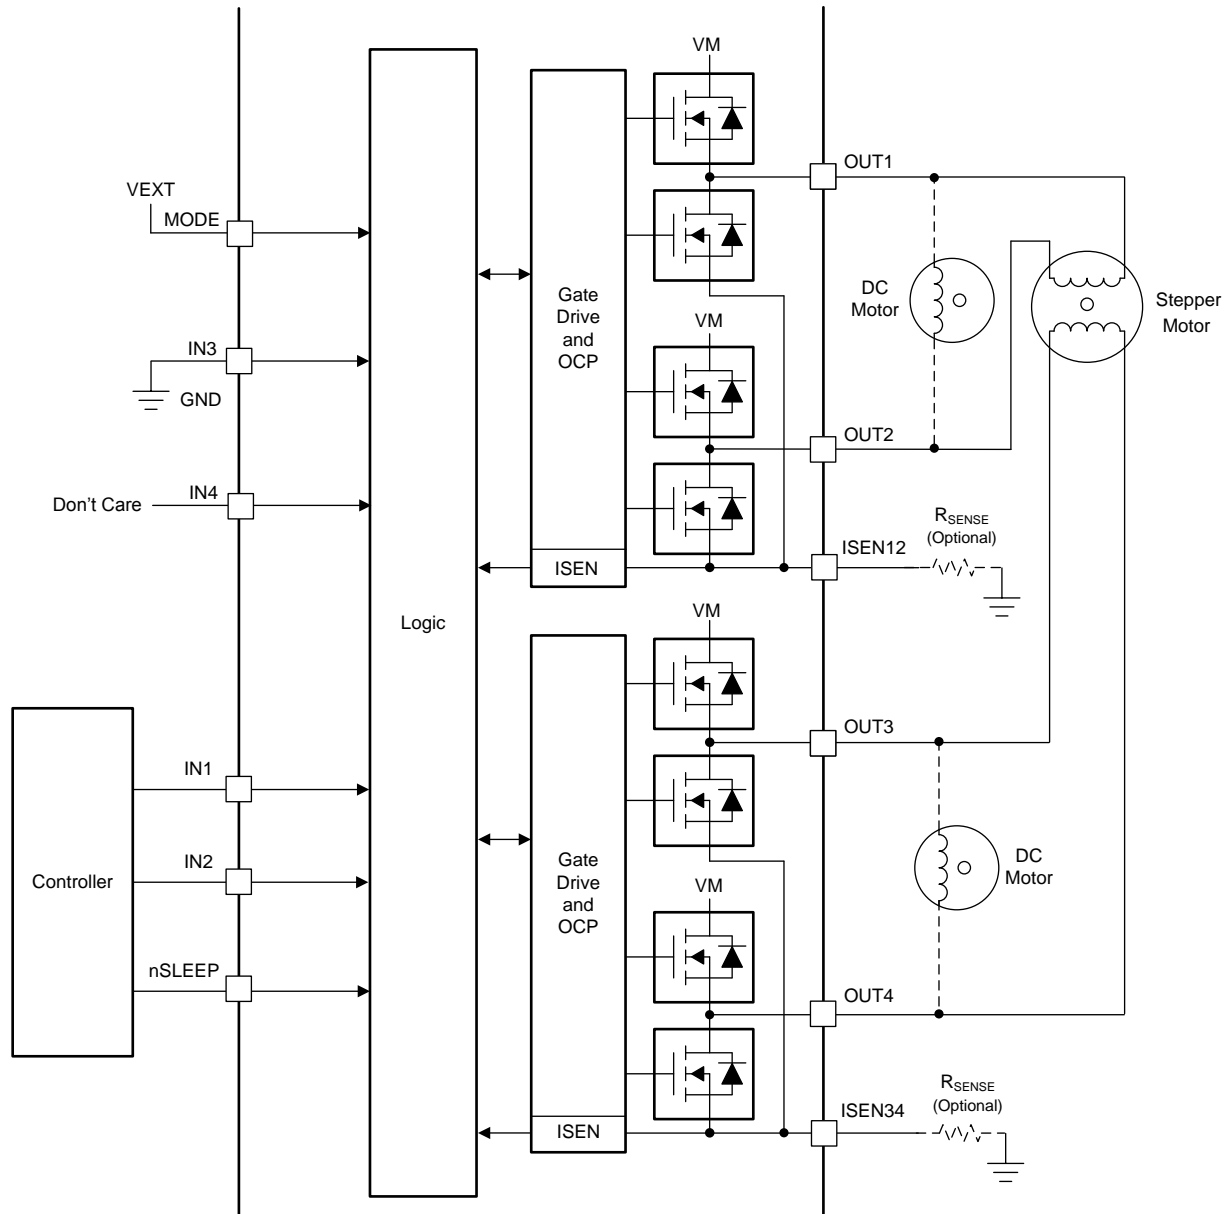 VEXT
MODE
IN3
GND
Don't Care
IN4
Controller
IN1
IN2
nSLEEP
Logic
Gate
Drive
and
OCP
ISEN
VM
VM
OUT1
DC
Motor
Stepper
Motor
OUT2
ISEN12
RSENSE
(Optional)
Gate
Drive
and
OCP
ISEN
VM
VM
OUT3
DC
Motor
OUT4
ISEN34
RSENSE
(Optional)